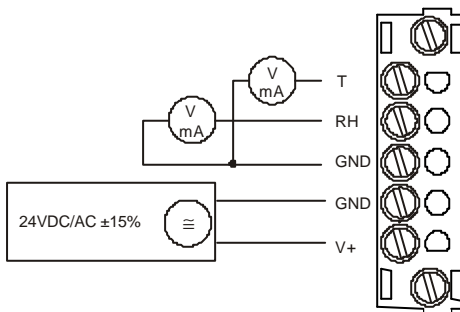 V
mA
T
V
mA
RH
GND
GND
24VDC/AC ±15%
≅
V+